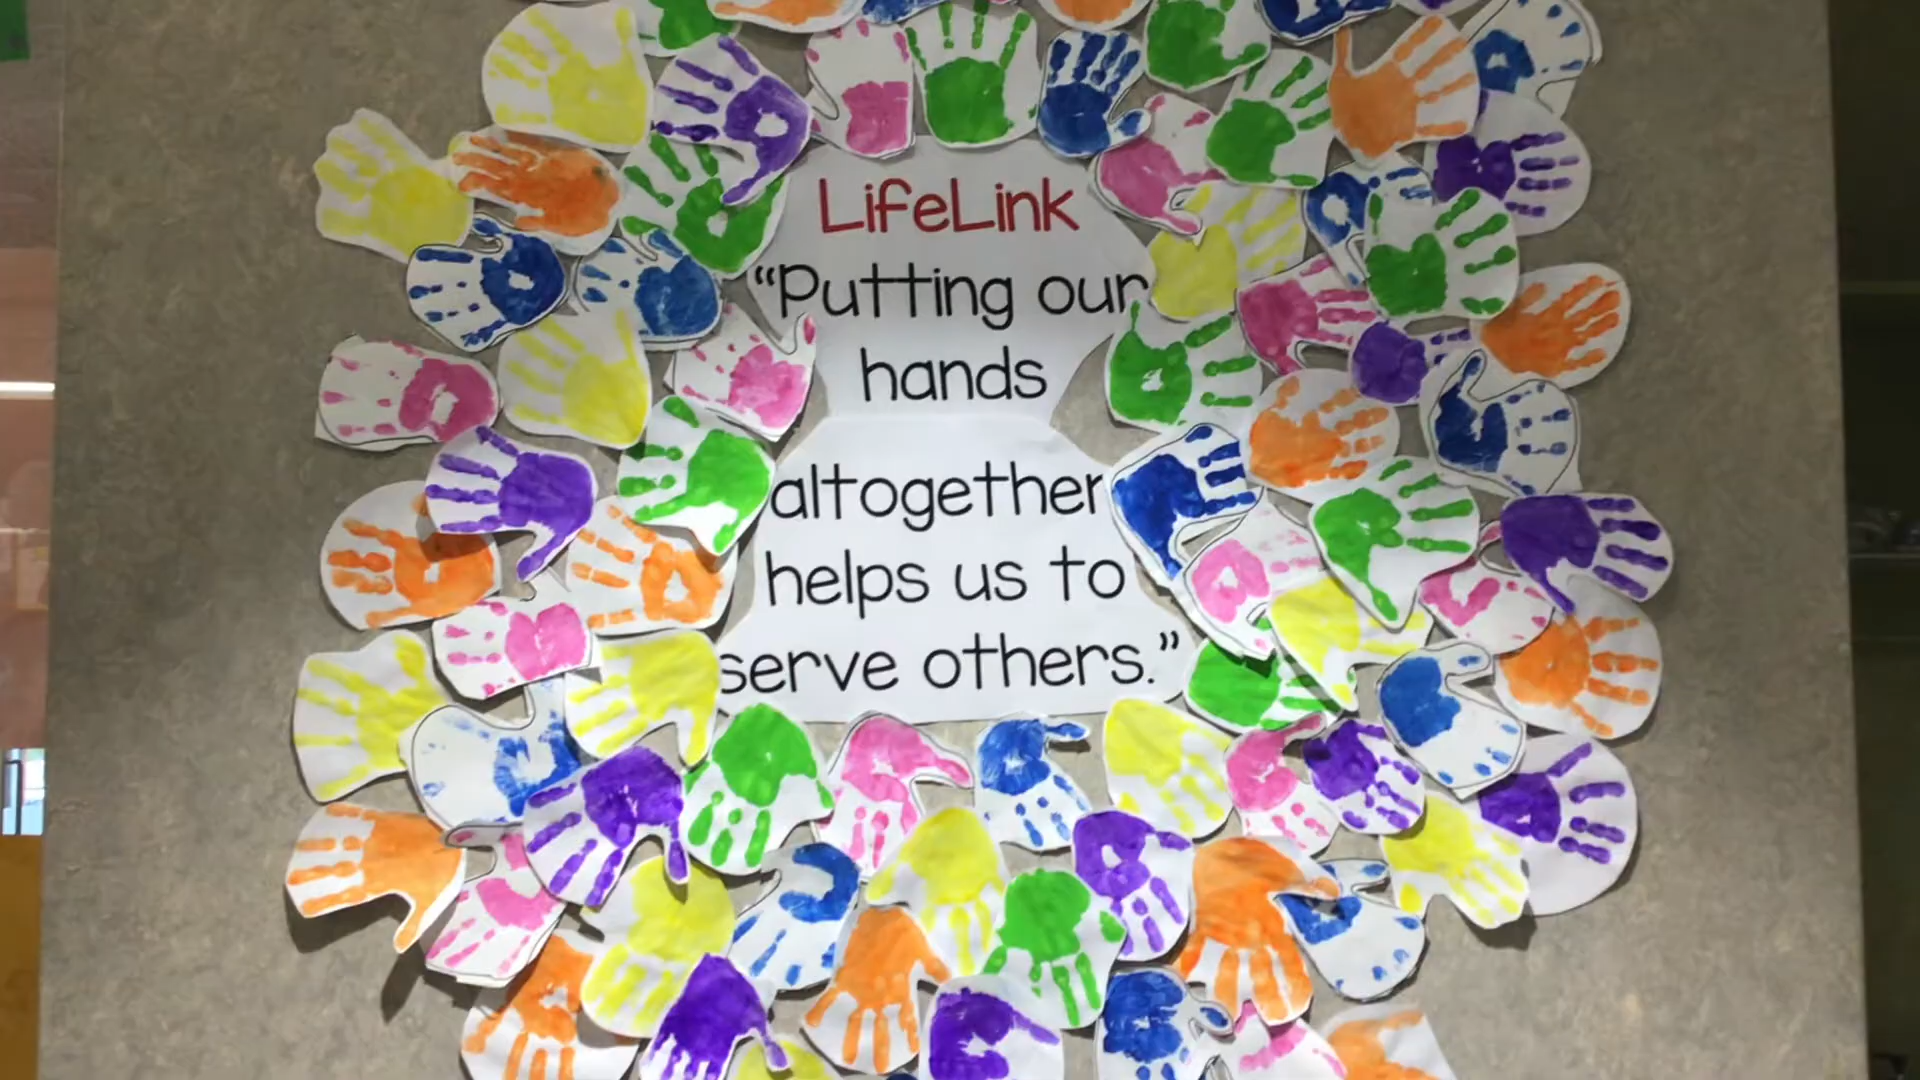 LifeLink
“Putting our
hands
altogether
helps us to
serve others.”